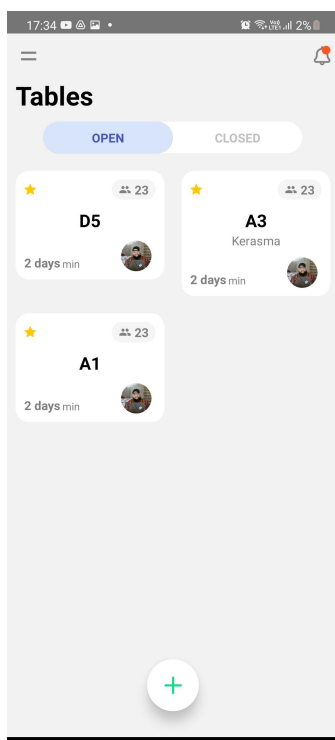 17:34
2%
Tables
OPEN CLOSED
23
D5
2 days min
23
A3
Kerasma
2 days min
23
A1
2 days min